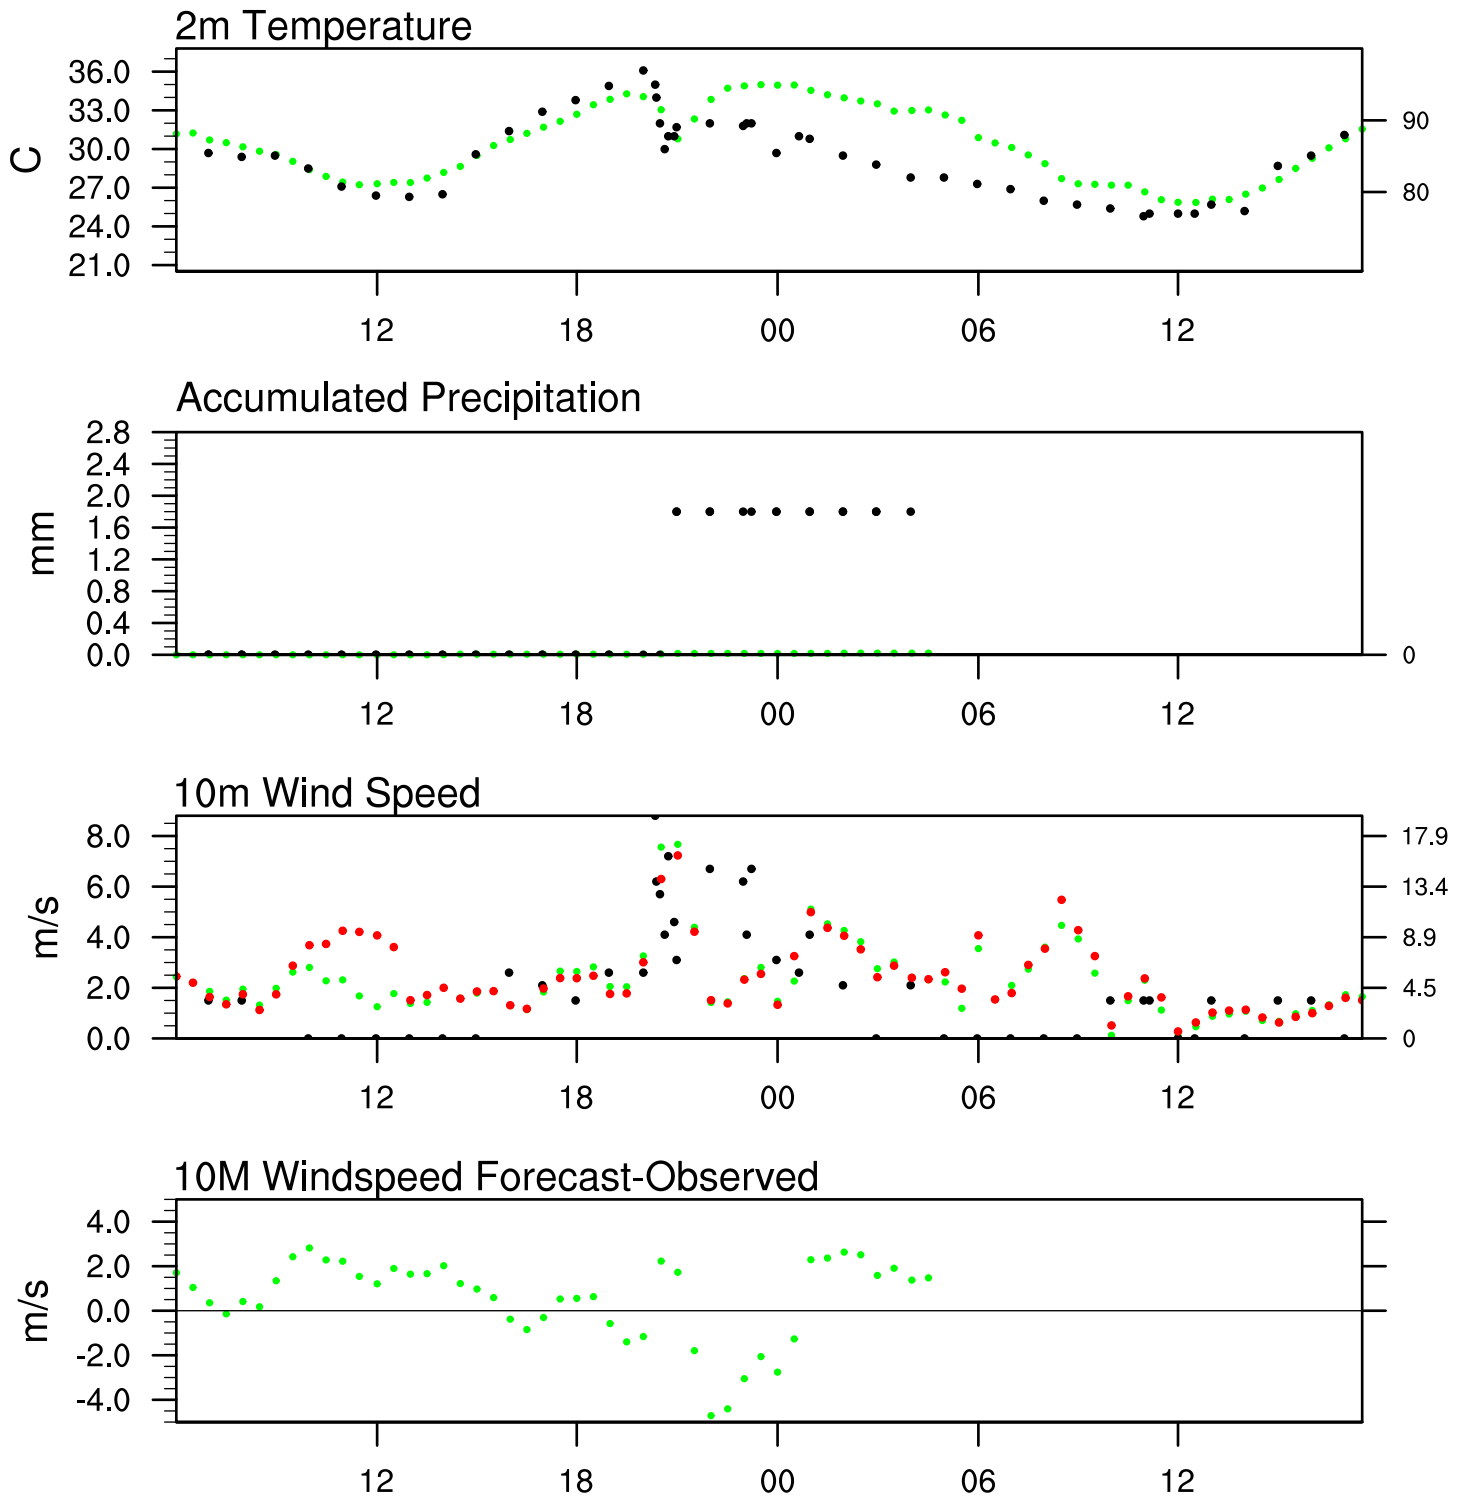 2m Temperature
36.0
33.0
30.0
27.0
24.0
21.0
C
90
80
12 18 00 06 12
Accumulated Precipitation
2.8
2.4
2.0
1.6
1.2
0.8
0.4
0.0
mm
0
12 18 00 06 12
10m Wind Speed
8.0
6.0
4.0
2.0
0.0
m/s
17.9
13.4
8.9
4.5
0
12 18 00 06 12
10M Windspeed Forecast-Observed
4.0
2.0
0.0
-2.0
-4.0
m/s
12 18 00 06 12